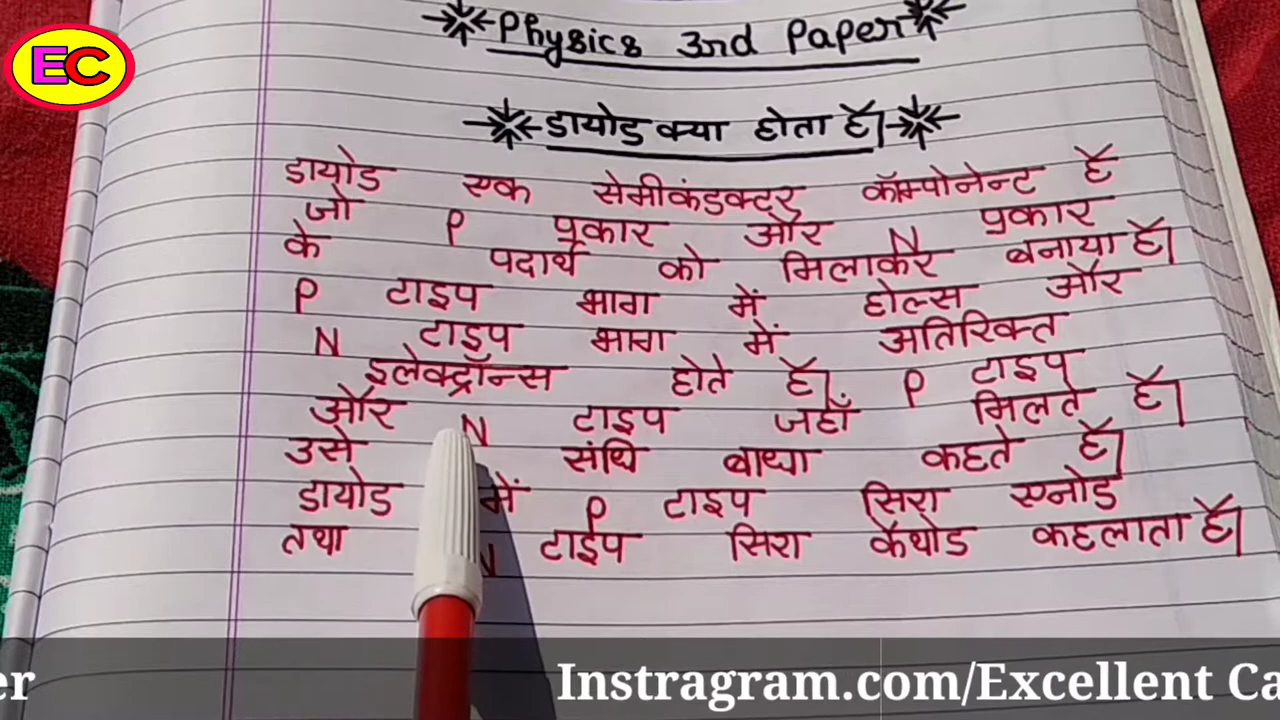 EC
Physics 3rd Paper
डायोड क्या होता है।
डायोड एक सेमीकंडक्टर कॉम्पोनेन्ट है
जो P प्रकार और N प्रकार
के पदार्थ को मिलाकर बनाया है।
P टाइप भाग में होल्स और
N टाइप भाग में अतिरिक्त
इलेक्ट्रॉन्स होते है। P टाइप
और N टाइप जहाँ मिलते है।
उसे संधि बाधा कहते है।
डायोड में P टाइप सिरा एनोड
तथा N टाईप सिरा कैथोड कहलाता है।
er Instragram.com/Excellent Ca